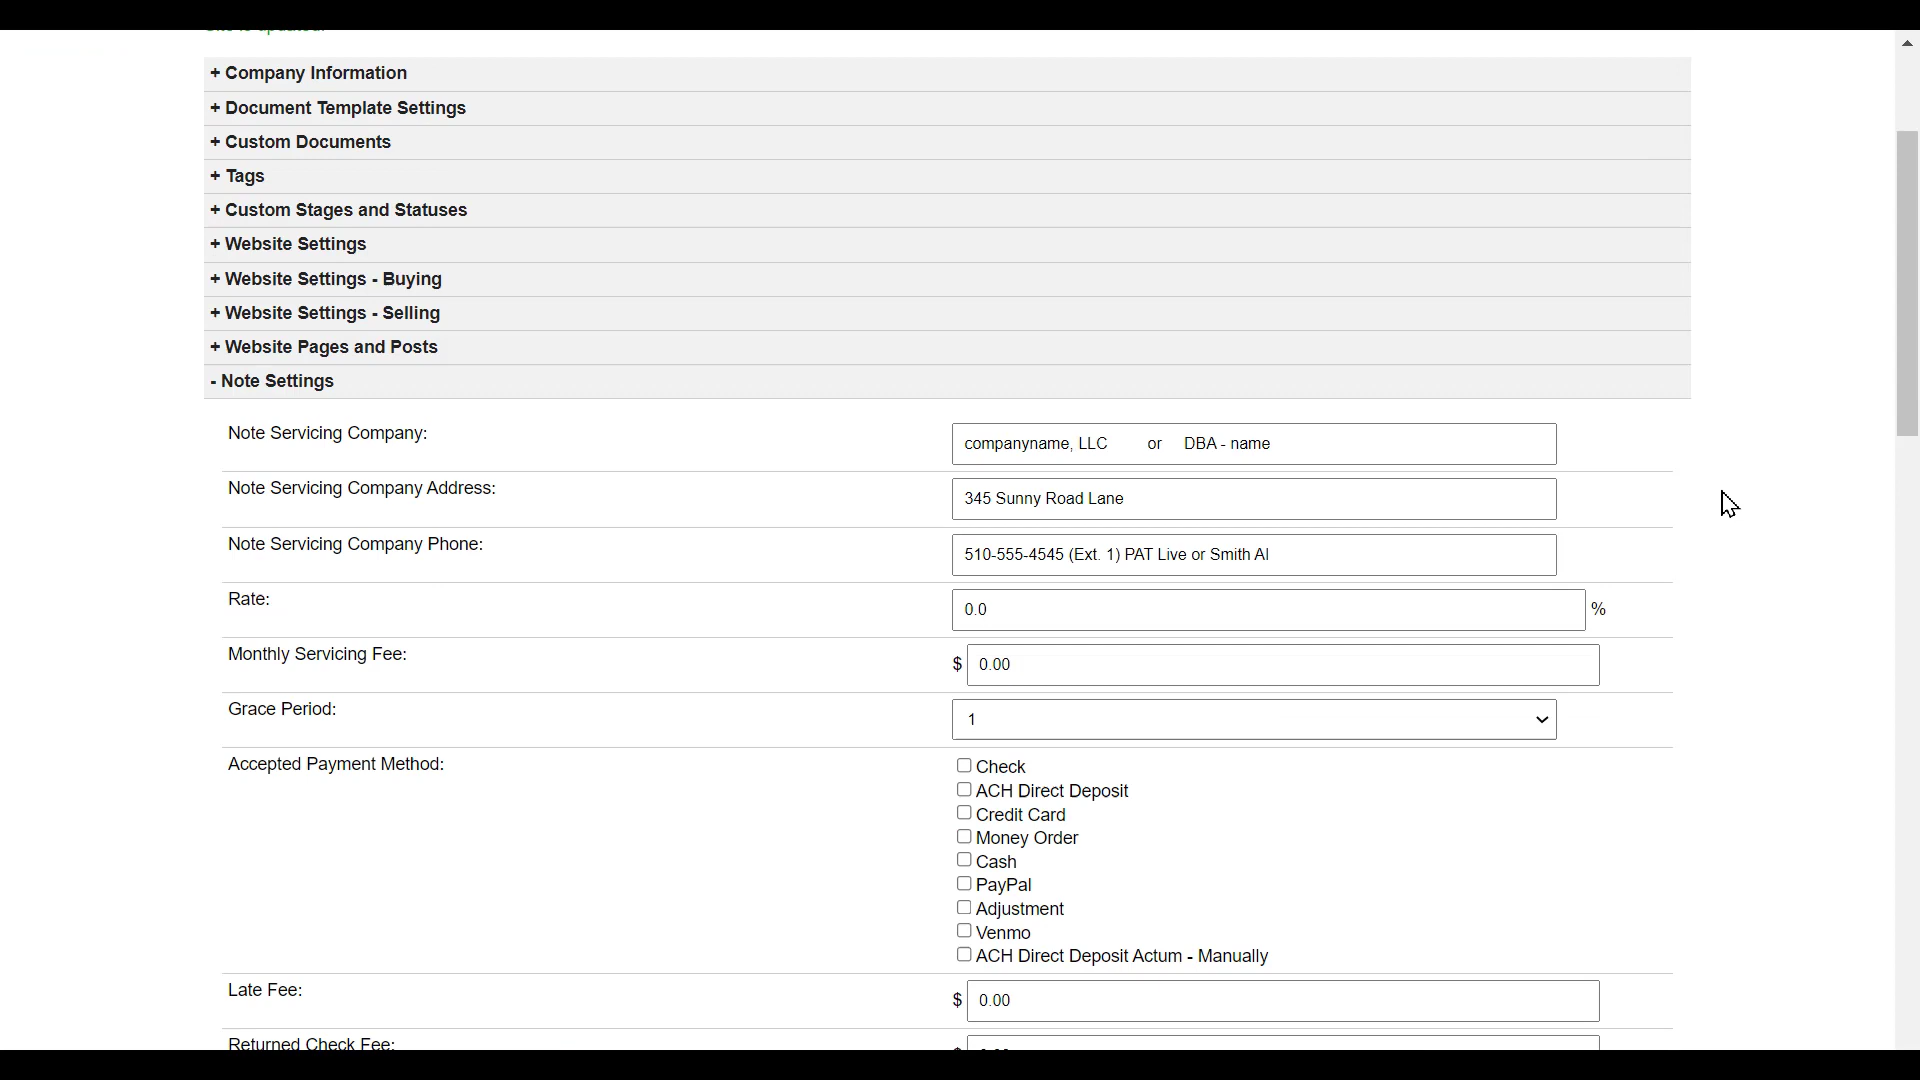 Site is updated.
+ Company Information
+ Document Template Settings
+ Custom Documents
+ Tags
+ Custom Stages and Statuses
+ Website Settings
+ Website Settings - Buying
+ Website Settings - Selling
+ Website Pages and Posts
- Note Settings
Note Servicing Company: companyname, LLC or DBA - name
Note Servicing Company Address: 345 Sunny Road Lane
Note Servicing Company Phone: 510-555-4545 (Ext. 1) PAT Live or Smith AI
Rate: 0.0 %
Monthly Servicing Fee: $ 0.00
Grace Period: 1
Accepted Payment Method:
Check
ACH Direct Deposit
Credit Card
Money Order
Cash
PayPal
Adjustment
Venmo
ACH Direct Deposit Actum - Manually
Late Fee: $ 0.00
Returned Check Fee: